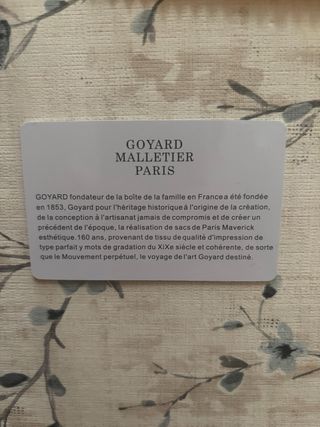 GOYARD
MALLETIER
PARIS
GOYARD fondateur de la boîte de la famille en France a été fondée
en 1853, Goyard pour l'héritage historique à l'origine de la création,
de la conception à l'artisanat jamais de compromis et de créer un
précédent de l'époque, la réalisation de sacs de Paris Maverick
esthétique.160 ans, provenant de tissu de qualité d'impression de
type parfait y mots de gradation du XIXe siècle et cohérente, de sorte
que le Mouvement perpétuel, le voyage de l'art Goyard destiné.